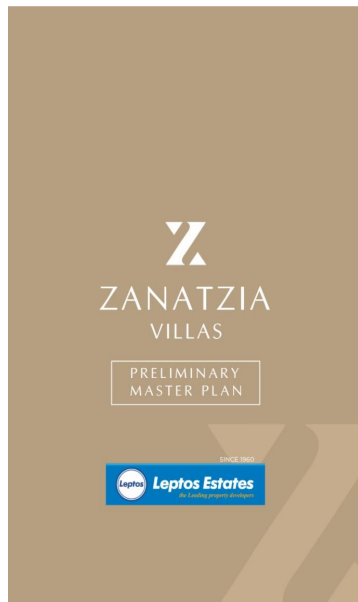 ZANATZIA
VILLAS
PRELIMINARY
MASTER PLAN
SINCE 1960
Leptos
Leptos Estates
the Leading property developers